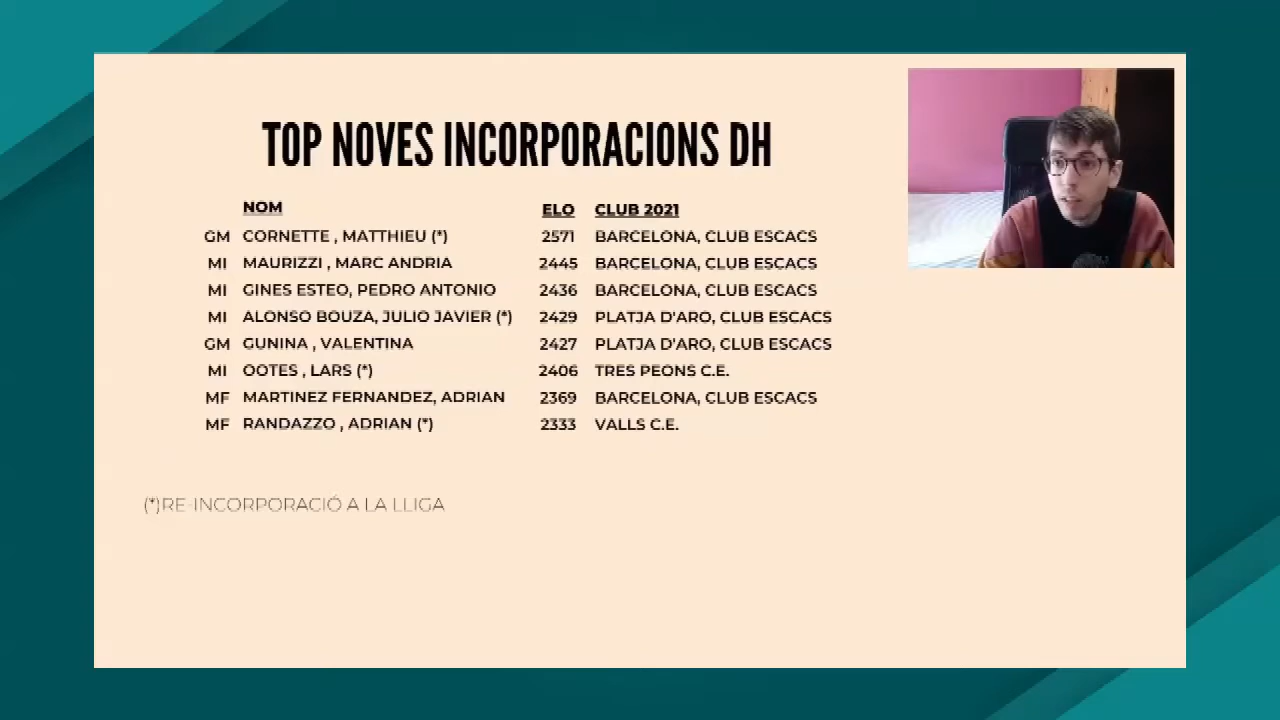 TOP NOVES INCORPORACIONS DH
NOM ELO CLUB 2021
GM CORNETTE , MATTHIEU (*) 2571 BARCELONA, CLUB ESCACS
MI MAURIZZI , MARC ANDRIA 2445 BARCELONA, CLUB ESCACS
MI GINES ESTEO, PEDRO ANTONIO 2436 BARCELONA, CLUB ESCACS
MI ALONSO BOUZA, JULIO JAVIER (*) 2429 PLATJA D'ARO, CLUB ESCACS
GM GUNINA , VALENTINA 2427 PLATJA D'ARO, CLUB ESCACS
MI OOTES , LARS (*) 2406 TRES PEONS C.E.
MF MARTINEZ FERNANDEZ, ADRIAN 2369 BARCELONA, CLUB ESCACS
MF RANDAZZO , ADRIAN (*) 2333 VALLS C.E.
(*)RE-INCORPORACIÓ A LA LLIGA